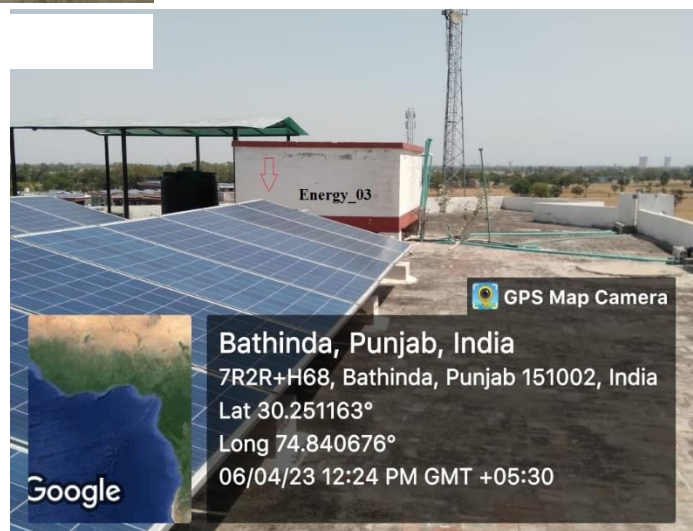 Energy_03
GPS Map Camera
Bathinda, Punjab, India
7R2R+H68, Bathinda, Punjab 151002, India
Lat 30.251163°
Long 74.840676°
06/04/23 12:24 PM GMT +05:30
Google